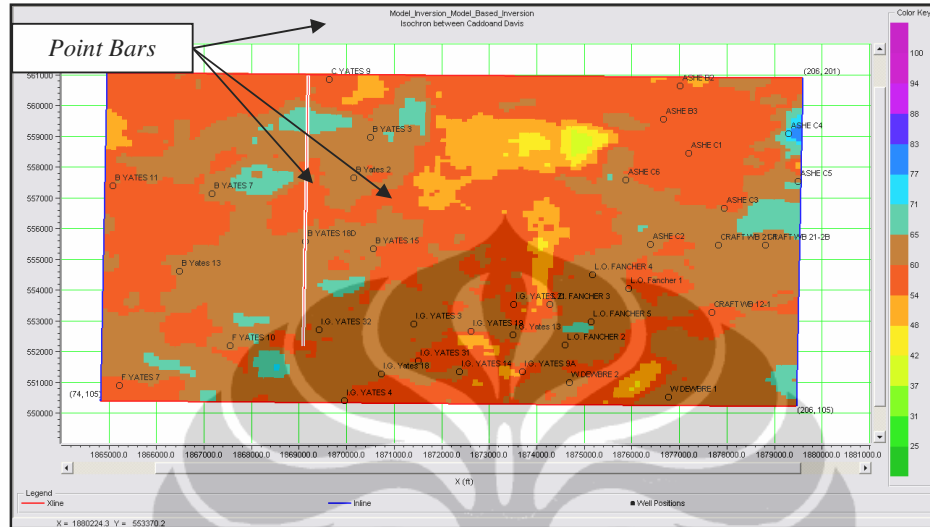 Model_Inversion_Model_Based_Inversion
Isochron between Caddoand Davis
Color Key
Point Bars
561000
560000
559000
558000
557000
556000
555000
554000
553000
552000
551000
550000
(206, 201)
(74, 105)
(206, 105)
C YATES 9
ASHE B2
ASHE B3
B YATES 3
ASHE C4
ASHE C1
B YATES 11
B YATES 7
B Yates 2
ASHE C6
ASHE C5
ASHE C3
B YATES 18D
B YATES 15
ASHE C2
CRAFT WB 21-2B
B Yates 13
L.O. FANCHER 4
L.O. Fancher 1
FANCHER 3
CRAFT WB 12-1
I.G. YATES 32
I.G. YATES 3
I.G. YATES 19
I.G. Yates 13
L.O. FANCHER 5
F YATES 10
L.O. FANCHER 2
I.G. YATES 31
I.G. Yates 18
I.G. YATES 14
I.G. YATES 9A
F YATES 7
I.G. YATES 4
W DEWBRE 2
W DEWBRE 1
100
94
88
83
77
71
65
60
54
48
42
37
31
25
1865000.0
1866000.0
1867000.0
1868000.0
1869000.0
1870000.0
1871000.0
1872000.0
1873000.0
1874000.0
1875000.0
1876000.0
1877000.0
1878000.0
1879000.0
1880000.0
1881000.0
X (ft)
Legend
Xline
Inline
Well Positions
X = 1880224.3 Y = 553370.2